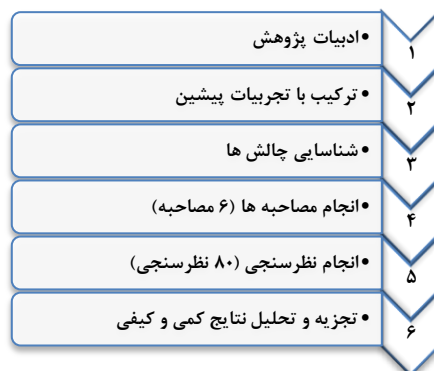 ۱ •ادبیات پژوهش
۲ •ترکیب با تجربیات پیشین
۳ •شناسایی چالش ها
۴ •انجام مصاحبه ها (۶ مصاحبه)
۵ •انجام نظرسنجی (۸۰ نظرسنجی)
۶ •تجزیه و تحلیل نتایج کمی و کیفی